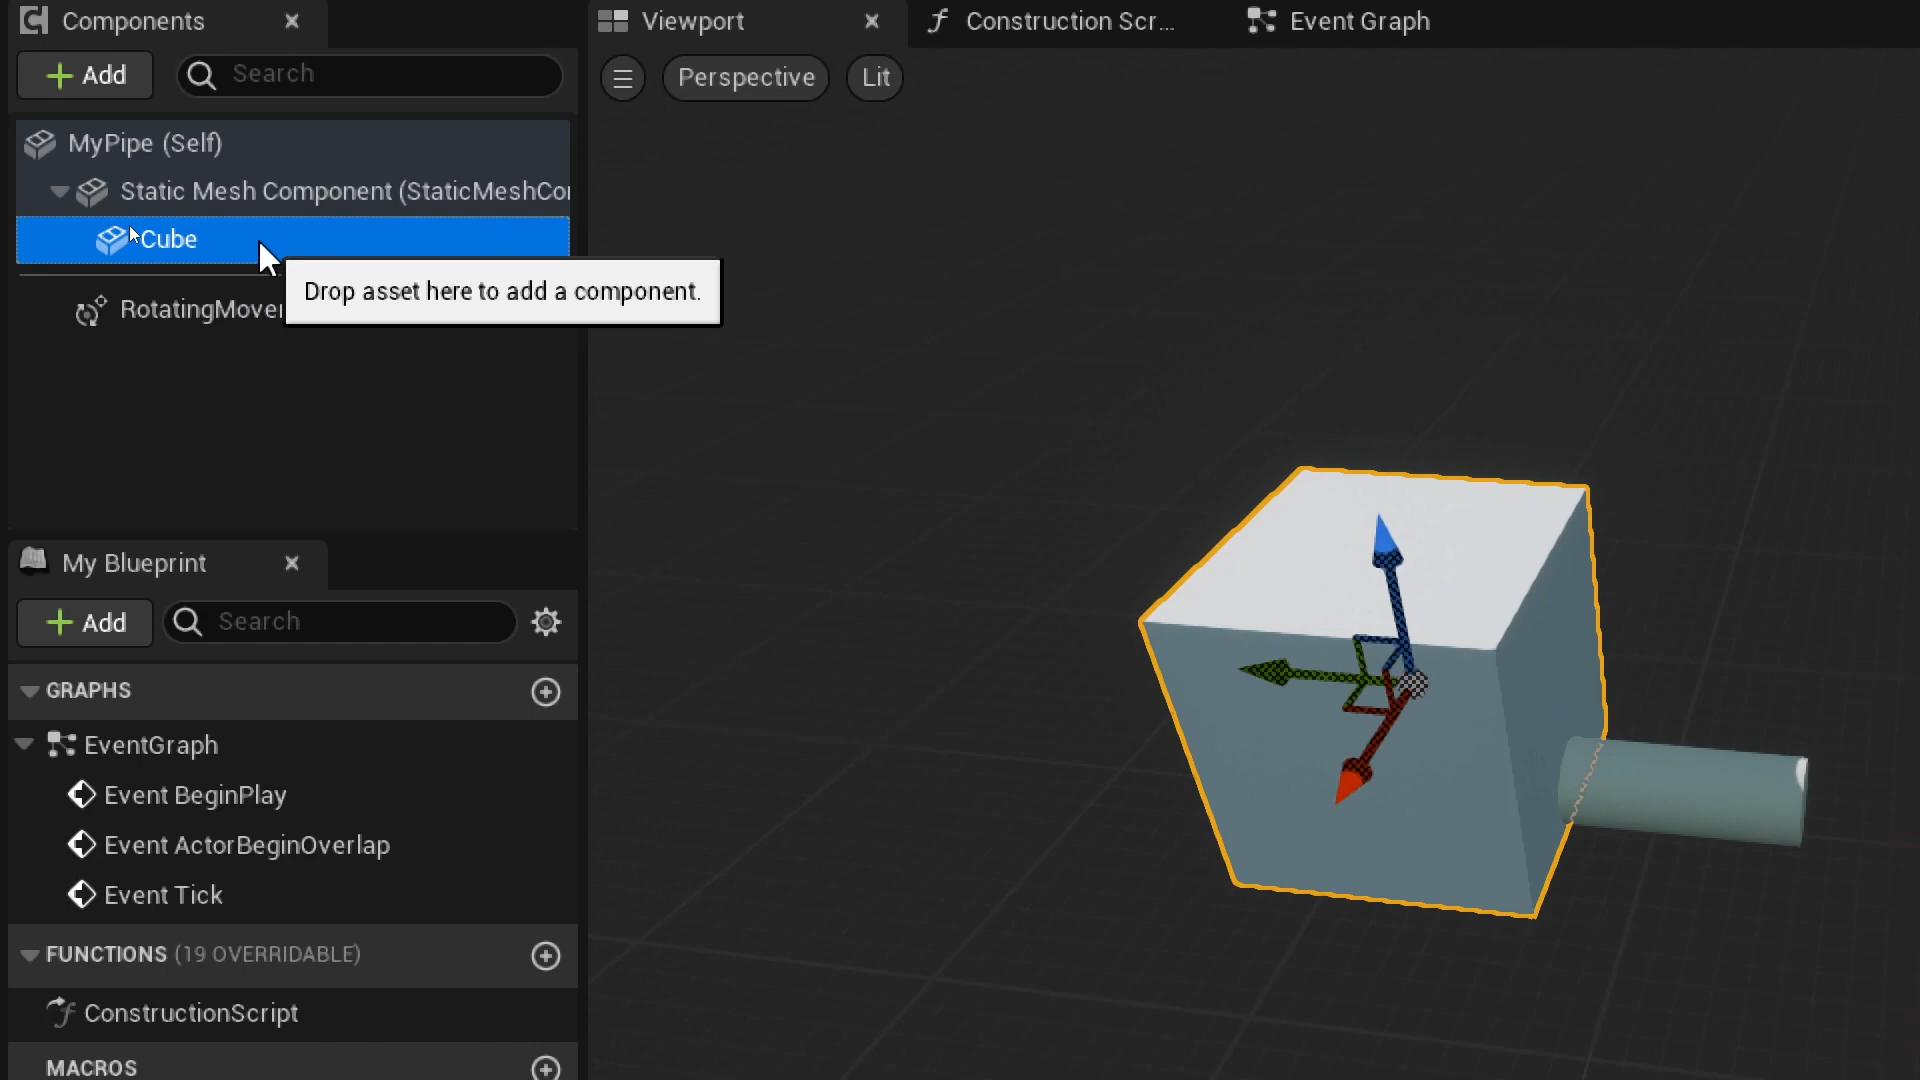 Components
Viewport
Construction Scr...
Event Graph
Add
Search
Perspective
Lit
MyPipe (Self)
Static Mesh Component (StaticMeshCor
Cube
Drop asset here to add a component.
RotatingMover
My Blueprint
Add
Search
GRAPHS
EventGraph
Event BeginPlay
Event ActorBeginOverlap
Event Tick
FUNCTIONS (19 OVERRIDABLE)
ConstructionScript
MACROS